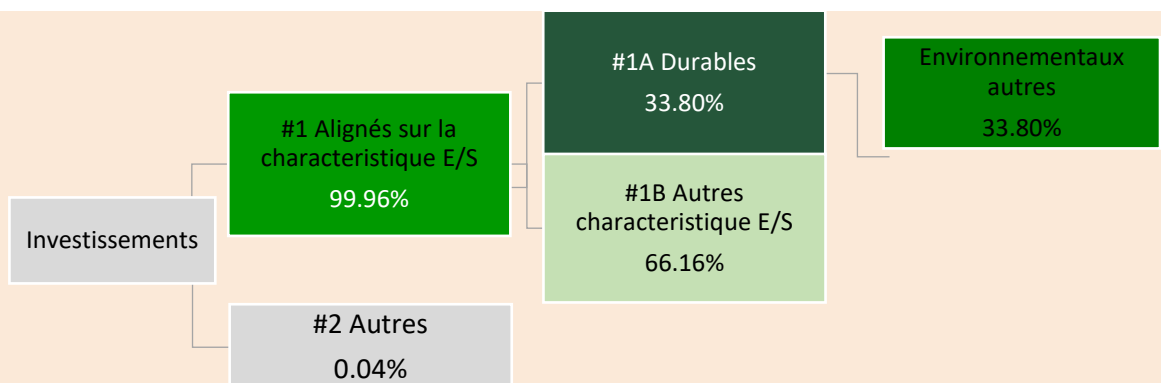 Investissements
#1 Alignés sur la
characteristique E/S
99.96%
#2 Autres
0.04%
#1A Durables
33.80%
#1B Autres
characteristique E/S
66.16%
Environnementaux
autres
33.80%